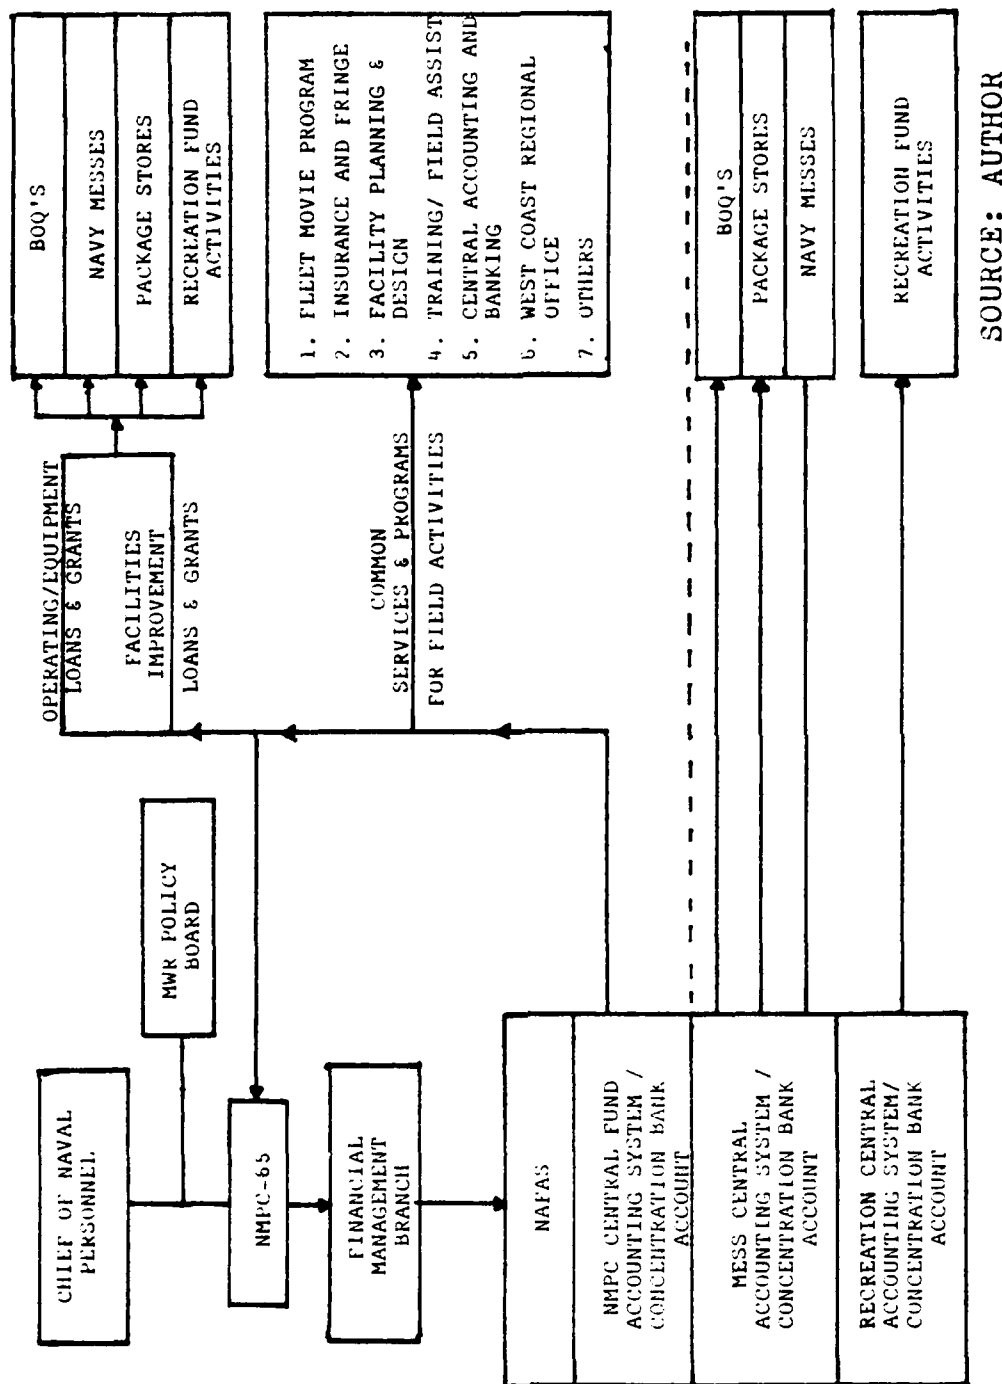 CHIEF OF NAVAL
PERSONNEL
MWR POLICY
BOARD
NMPC-65
FINANCIAL
MANAGEMENT
BRANCH
NAFAS
NMPC CENTRAL FUND
ACCOUNTING SYSTEM /
CONCENTRATION BANK
ACCOUNT
MESS CENTRAL
ACCOUNTING SYSTEM /
CONCENTRATION BANK
ACCOUNT
RECREATION CENTRAL
ACCOUNTING SYSTEM/
CONCENTRATION BANK
ACCOUNT
OPERATING/EQUIPMENT
LOANS & GRANTS
FACILITIES
IMPROVEMENT
LOANS & GRANTS
COMMON
SERVICES & PROGRAMS
FOR FIELD ACTIVITIES
BOQ'S
NAVY MESSES
PACKAGE STORES
RECREATION FUND
ACTIVITIES
1. FLEET MOVIE PROGRAM
2. INSURANCE AND FRINGE
3. FACILITY PLANNING &
DESIGN
4. TRAINING/ FIELD ASSIST
5. CENTRAL ACCOUNTING AND
BANKING
6. WEST COAST REGIONAL
OFFICE
7. OTHERS
BOQ'S
PACKAGE STORES
NAVY MESSES
RECREATION FUND
ACTIVITIES
SOURCE: AUTHOR